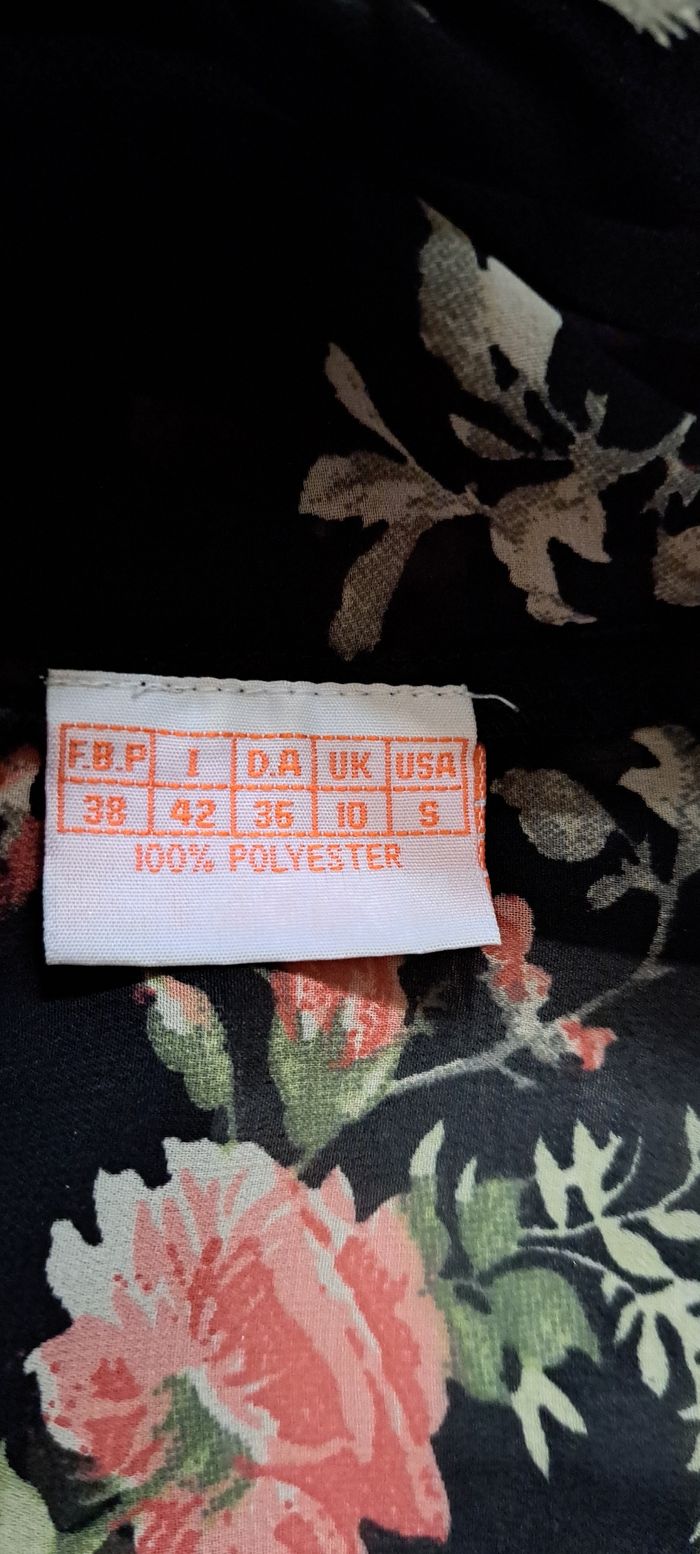 F.B.P I D.A UK USA
38 42 36 10 S
100% POLYESTER